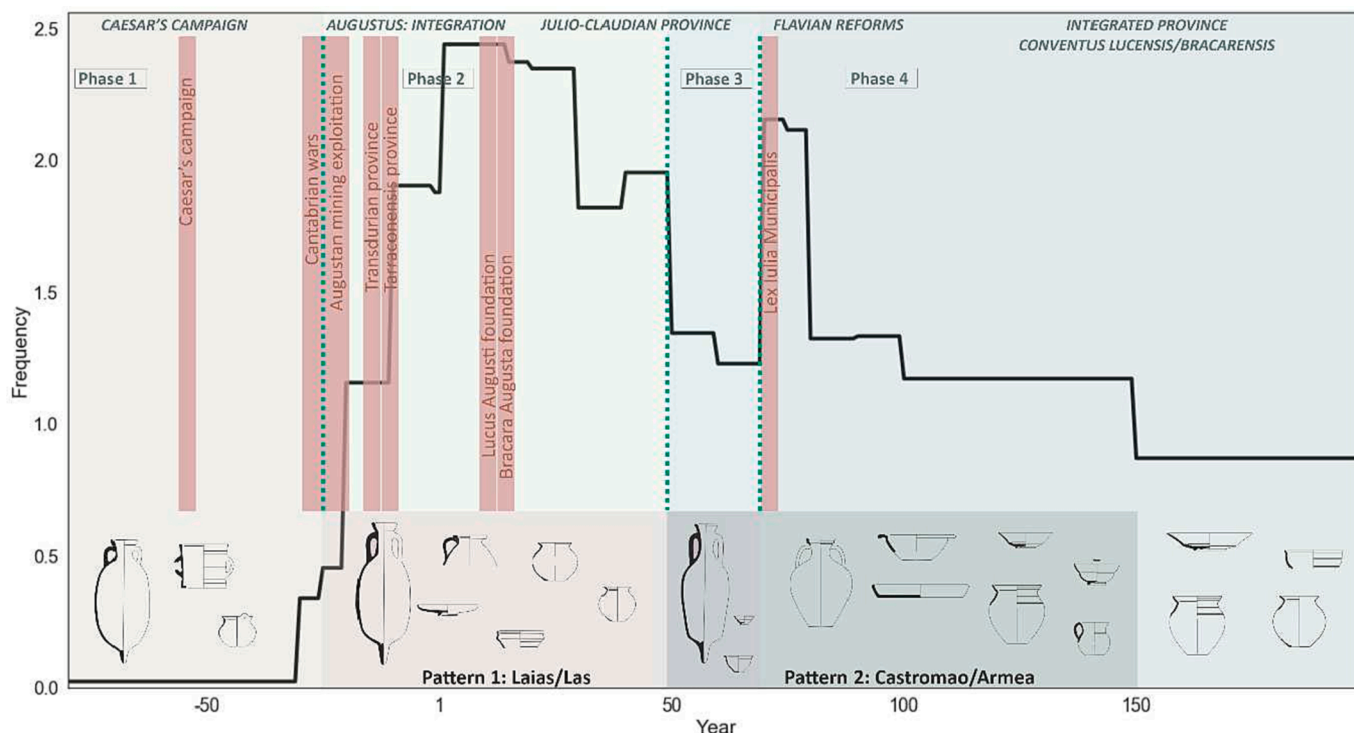 CAESAR'S CAMPAIGN
AUGUSTUS: INTEGRATION
JULIO-CLAUDIAN PROVINCE
FLAVIAN REFORMS
INTEGRATED PROVINCE
CONVENTUS LUCENSIS/BRACARENSIS
Phase 1
Phase 2
Phase 3
Phase 4
Caesar's campaign
Cantabrian wars
Augustan mining exploitation
Transdurian province
Tarraconensis province
Lucus Augusti foundation
Bracara Augusta foundation
Lex Iulia Municipalis
Frequency
2.5
2.0
1.5
1.0
0.5
0.0
Pattern 1: Laias/Las
Pattern 2: Castromao/Armea
-50
1
50
100
150
Year